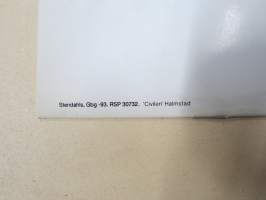 Stendahls, Gbg -93. RSP 30732. 'Civilen' Halmstad